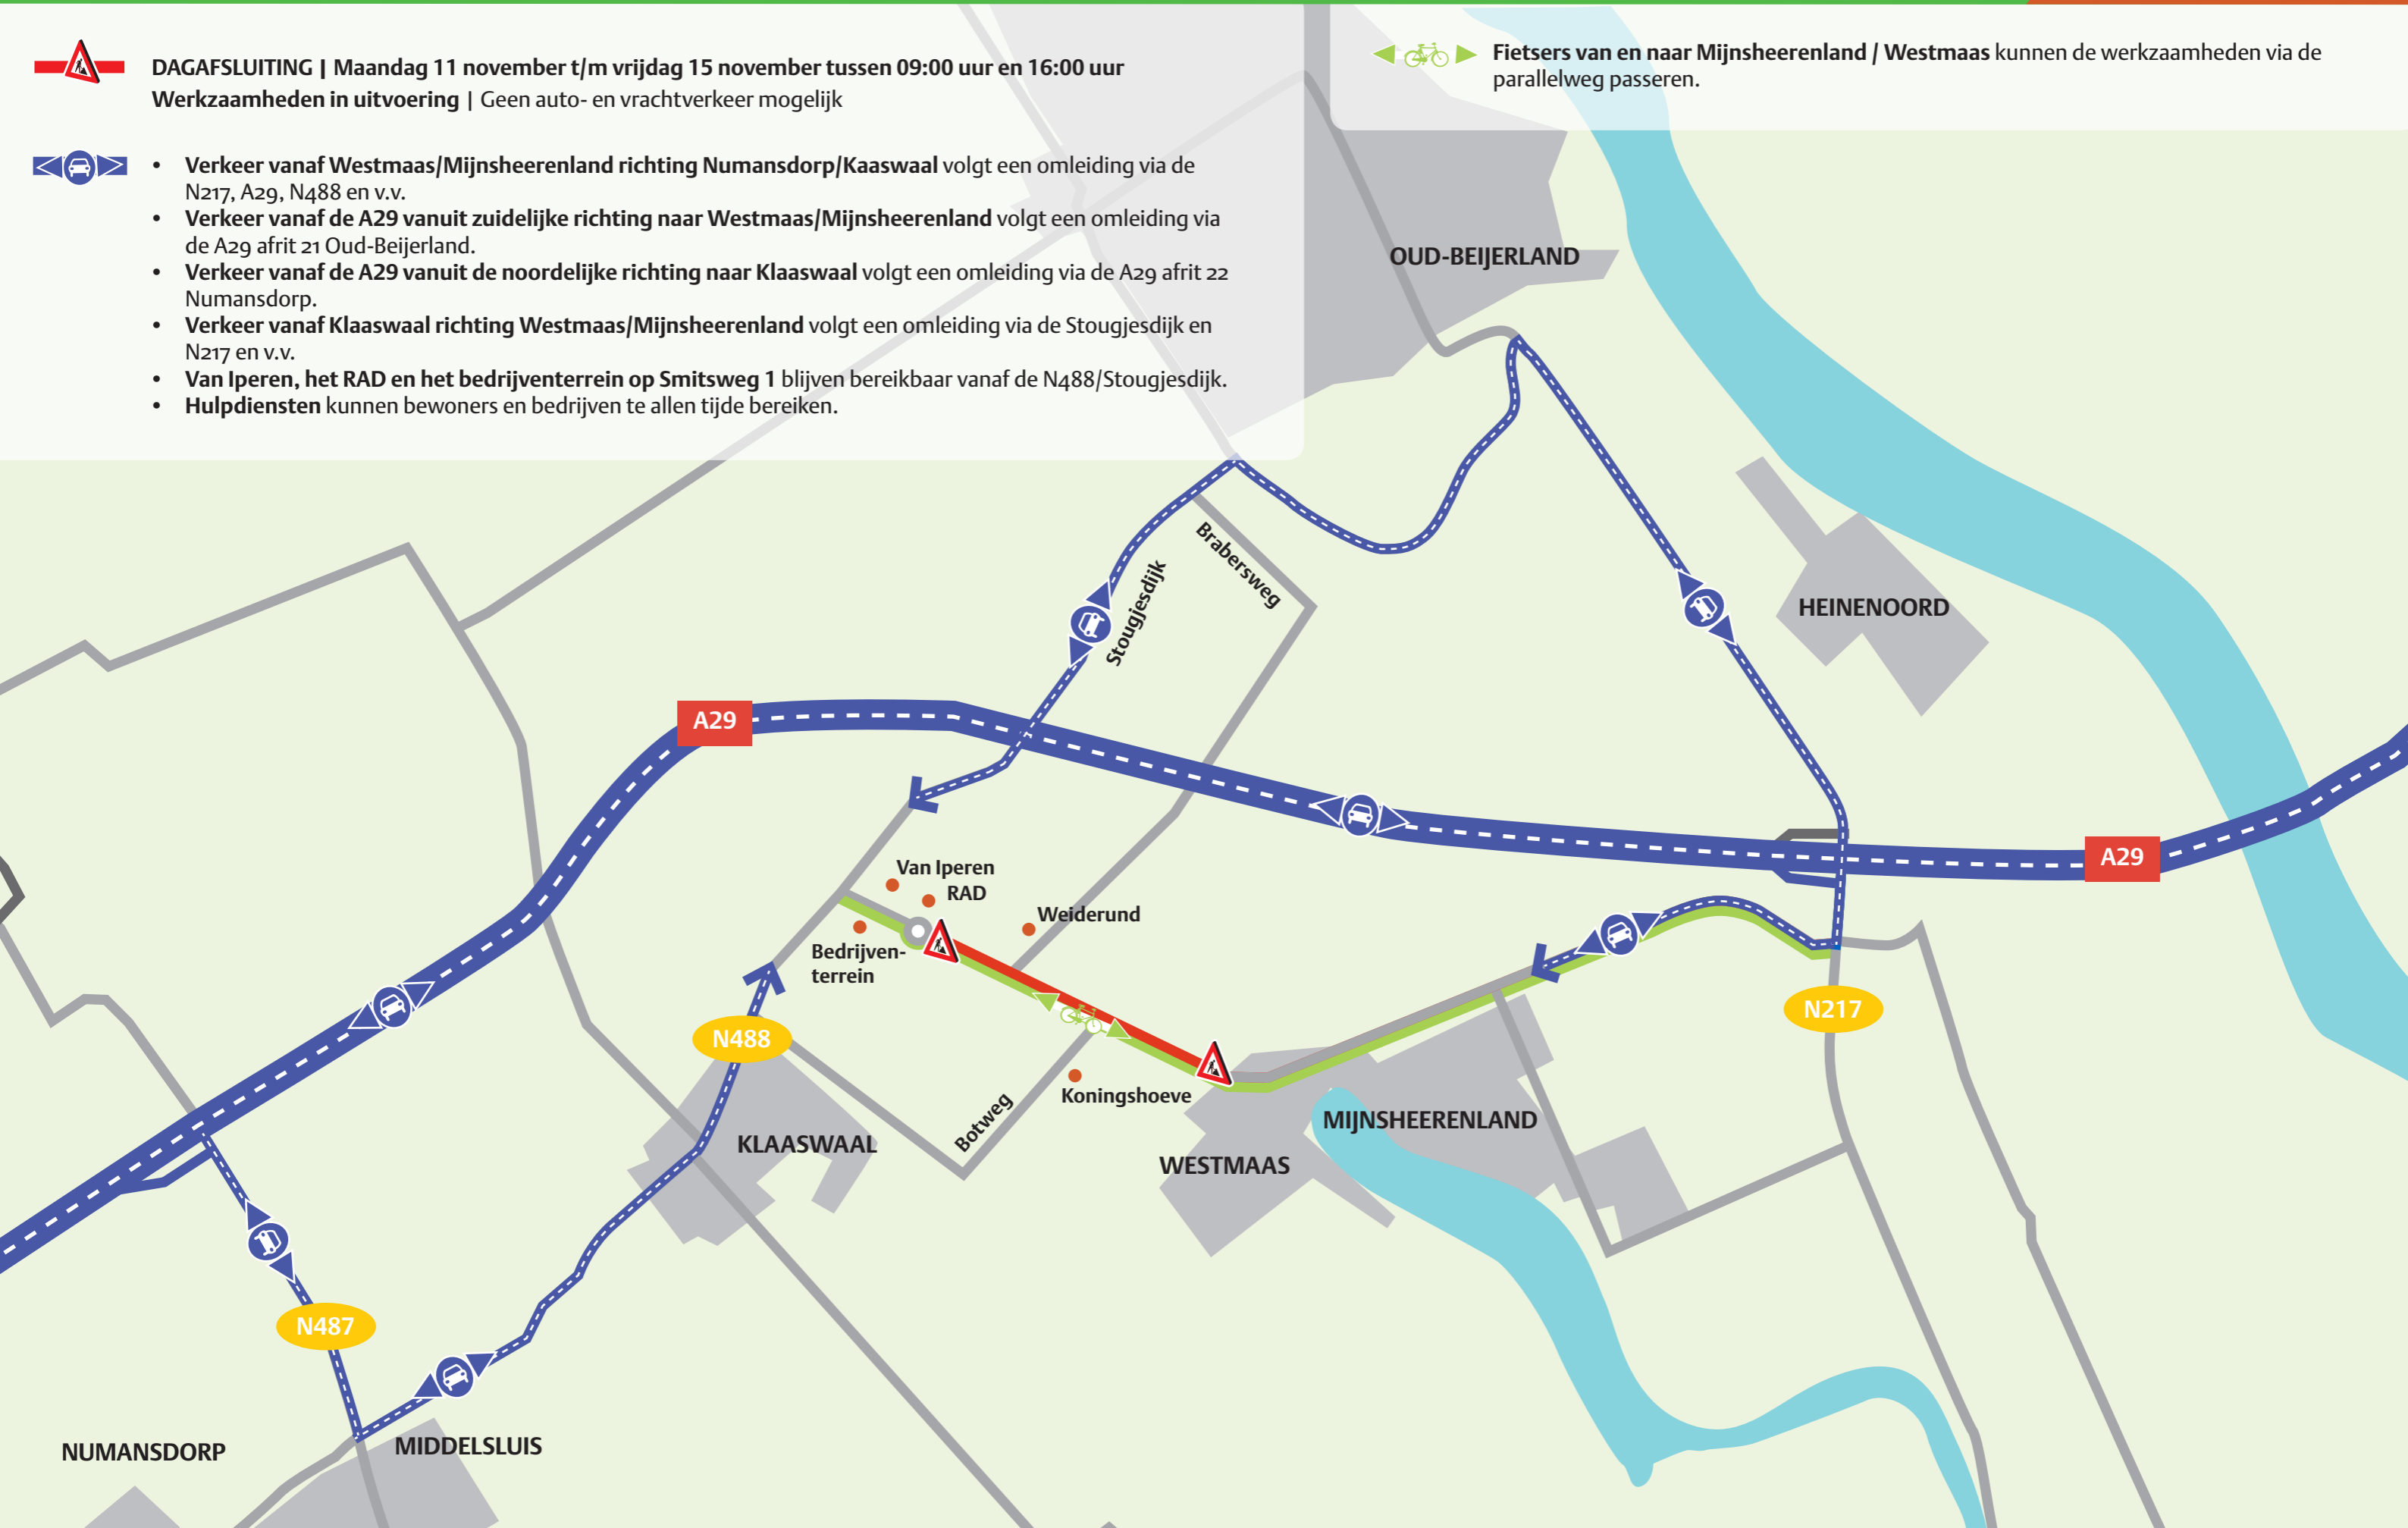 DAGAFSLUITING | Maandag 11 november t/m vrijdag 15 november tussen 09:00 uur en 16:00 uur
Werkzaamheden in uitvoering | Geen auto- en vrachtverkeer mogelijk
• Verkeer vanaf Westmaas/Mijnsheerenland richting Numansdorp/Kaaswaal volgt een omleiding via de
N217, A29, N488 en v.v.
• Verkeer vanaf de A29 vanuit zuidelijke richting naar Westmaas/Mijnsheerenland volgt een omleiding via
de A29 afrit 21 Oud-Beijerland.
• Verkeer vanaf de A29 vanuit de noordelijke richting naar Klaaswaal volgt een omleiding via de A29 afrit 22
Numansdorp.
• Verkeer vanaf Klaaswaal richting Westmaas/Mijnsheerenland volgt een omleiding via de Stougjesdijk en
N217 en v.v.
• Van Iperen, het RAD en het bedrijventerrein op Smitsweg 1 blijven bereikbaar vanaf de N488/Stougjesdijk.
• Hulpdiensten kunnen bewoners en bedrijven te allen tijde bereiken.
Fietsers van en naar Mijnsheerenland / Westmaas kunnen de werkzaamheden via de
parallelweg passeren.
OUD-BEIJERLAND
Brabersweg
Stougjesdijk
HEINENOORD
A29
A29
Van Iperen
RAD
Weiderund
Bedrijven-
terrein
N217
N488
Koningshoeve
Botweg
MIJNSHEERENLAND
KLAASWAAL
WESTMAAS
N487
NUMANSDORP
MIDDELSLUIS